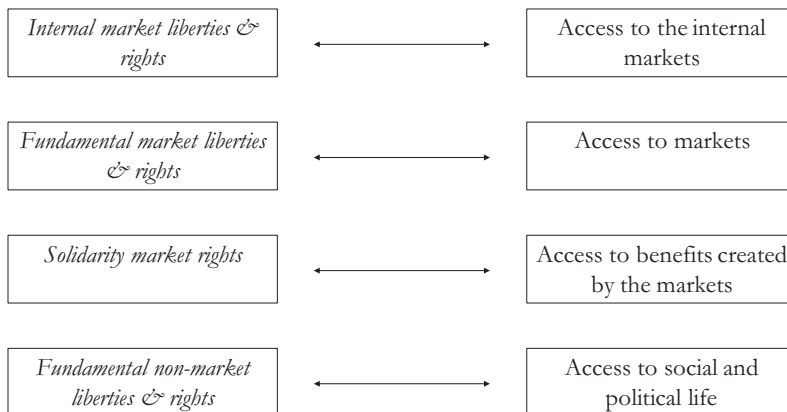 Internal market liberties &
rights
Access to the internal
markets
Fundamental market liberties
& rights
Access to markets
Solidarity market rights
Access to benefits created
by the markets
Fundamental non-market
liberties & rights
Access to social and
political life